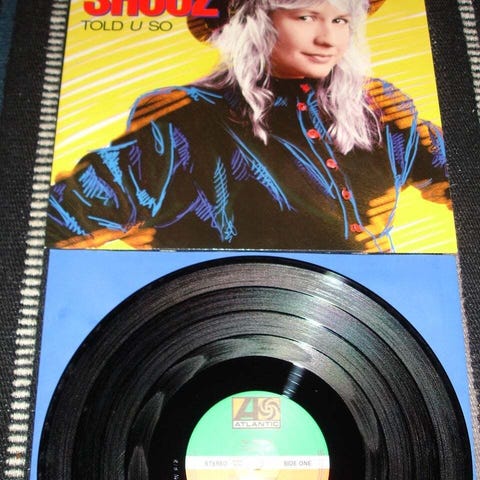 SHOOZ
TOLD U SO
ATLANTIC
STEREO
SIDE ONE